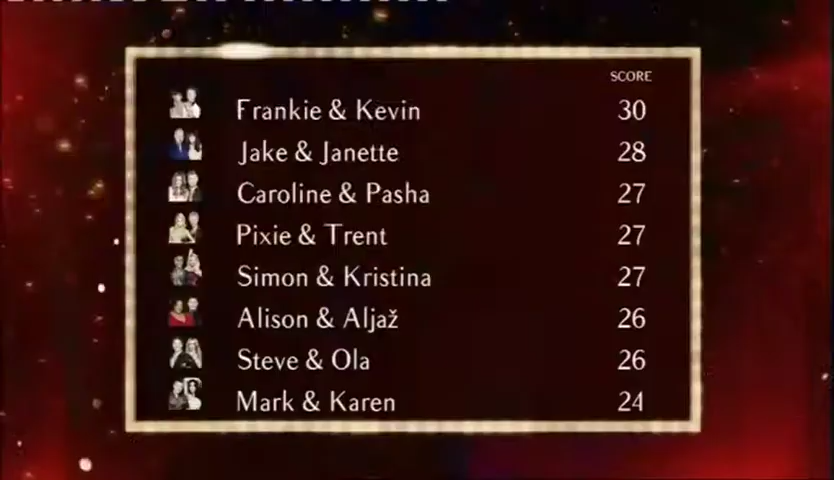 SCORE
Frankie & Kevin 30
Jake & Janette 28
Caroline & Pasha 27
Pixie & Trent 27
Simon & Kristina 27
Alison & Aljaž 26
Steve & Ola 26
Mark & Karen 24